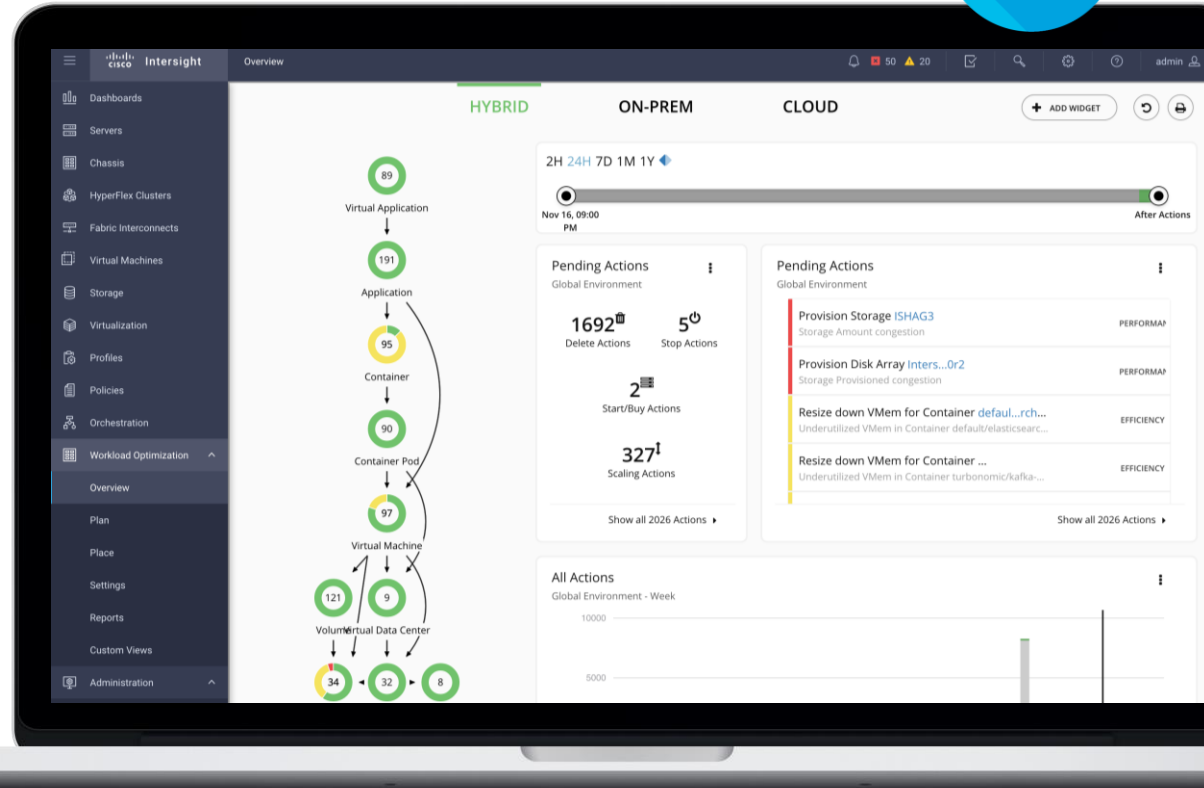 CISCO Intersight
Overview
50 20
admin
Dashboards
Servers
Chassis
HyperFlex Clusters
Fabric Interconnects
Virtual Machines
Storage
Virtualization
Profiles
Policies
Orchestration
Workload Optimization
Overview
Plan
Place
Settings
Reports
Custom Views
Administration
HYBRID ON-PREM CLOUD
ADD WIDGET
89
Virtual Application
191
Application
95
Container
90
Container Pod
97
Virtual Machine
121 9
Volume Virtual Data Center
34 32 8
2H 24H 7D 1M 1Y
Nov 16, 09:00
PM
After Actions
Pending Actions
Global Environment
1692 5
Delete Actions Stop Actions
2
Start/Buy Actions
327
Scaling Actions
Show all 2026 Actions
Pending Actions
Global Environment
Provision Storage ISHAG3
Storage Amount congestion
PERFORMAN
Provision Disk Array Inters...0r2
Storage Provisioned congestion
PERFORMAN
Resize down VMem for Container defaul...rch...
Underutilized VMem in Container default/elasticsearc...
EFFICIENCY
Resize down VMem for Container ...
Underutilized VMem in Container turbonomic/kafka-...
EFFICIENCY
Show all 2026 Actions
All Actions
Global Environment - Week
10000
5000